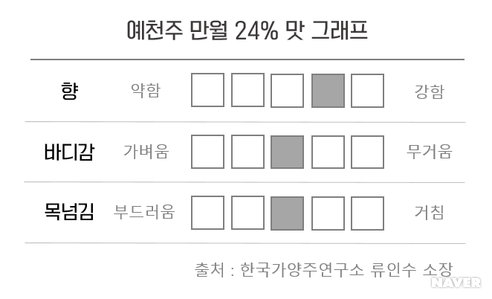 예천주 만월 24% 맛 그래프
향 약함 강함
바디감 가벼움 무거움
목넘김 부드러움 거침
출처 : 한국가양주연구소 류인수 소장
NAVER